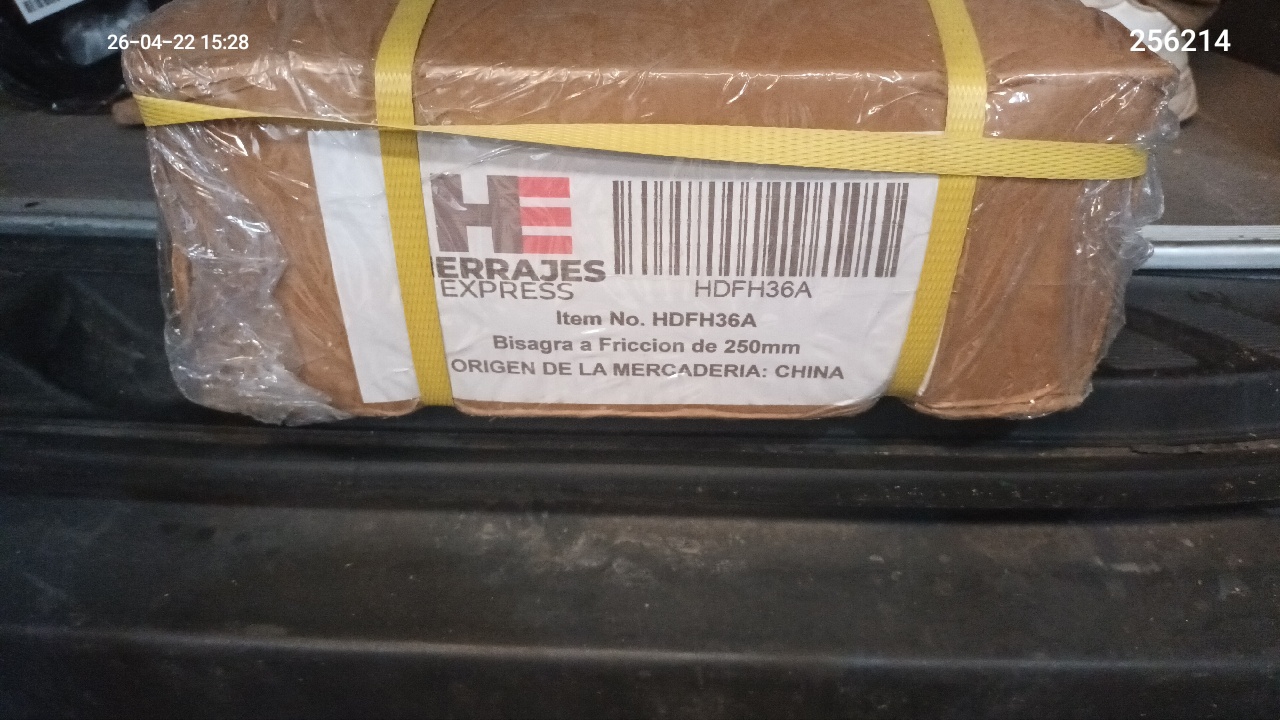 26-04-22 15:28
256214
HE
ERRAJES
EXPRESS
HDFH36A
Item No. HDFH36A
Bisagra a Friccion de 250mm
ORIGEN DE LA MERCADERIA: CHINA